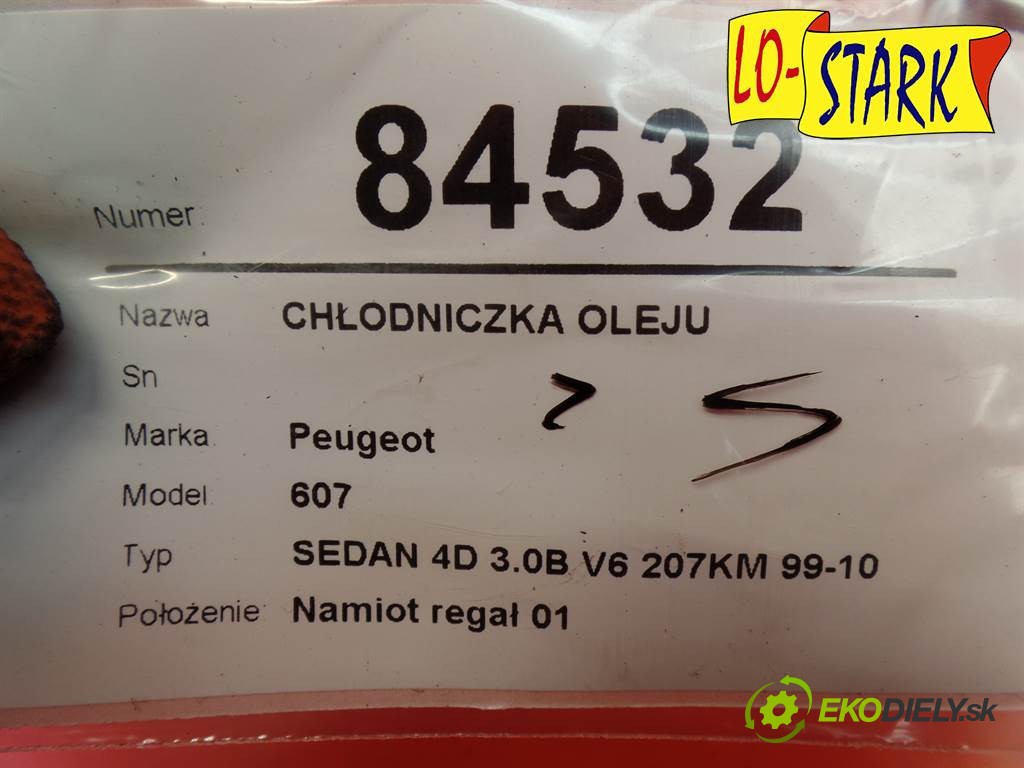 LO-STARK
Numer: 84532
Nazwa CHŁODNICZKA OLEJU
Sn
Marka Peugeot
Model 607
Typ SEDAN 4D 3.0B V6 207KM 99-10
Położenie Namiot regał 01
EKODIELY.sk